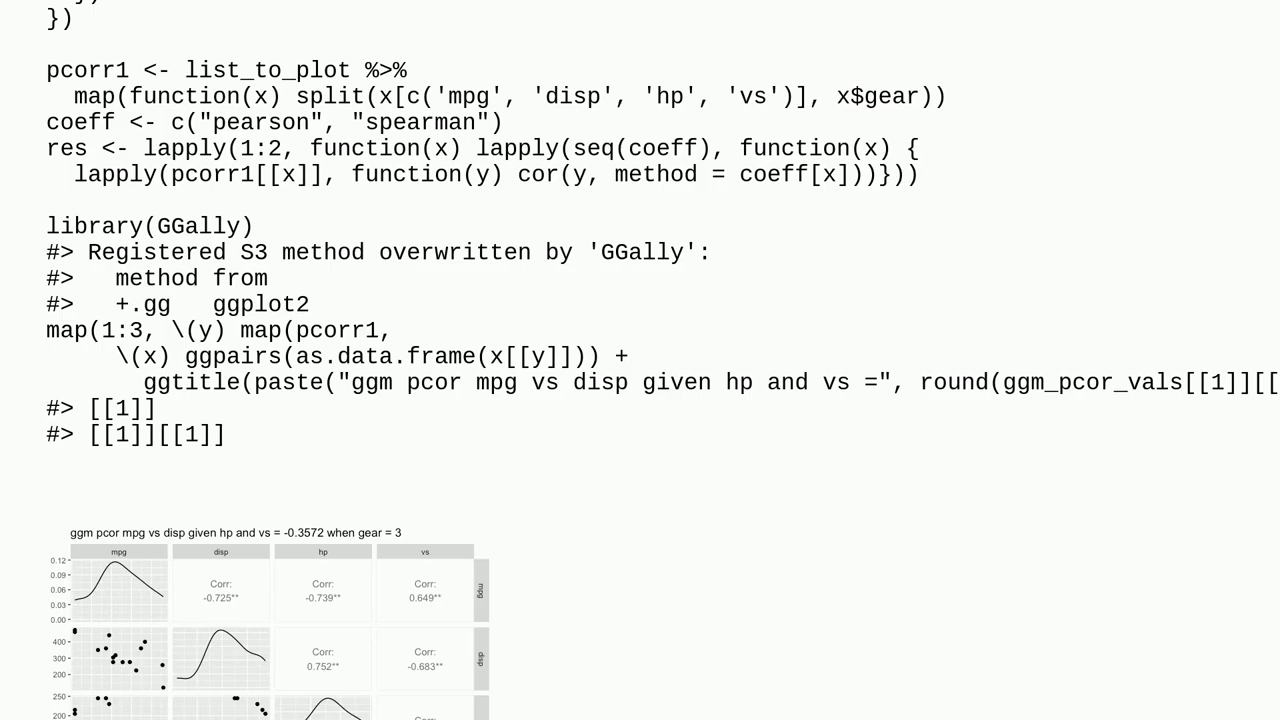 })
pcorr1 <- list_to_plot %>%
  map(function(x) split(x[c('mpg', 'disp', 'hp', 'vs')], x$gear))
coeff <- c("pearson", "spearman")
res <- lapply(1:2, function(x) lapply(seq(coeff), function(x) {
  lapply(pcorr1[[x]], function(y) cor(y, method = coeff[x]))}))
library(GGally)
#> Registered S3 method overwritten by 'GGally':
#>   method from
#>   +.gg   ggplot2
map(1:3, \(y) map(pcorr1,
     \(x) ggpairs(as.data.frame(x[[y]])) +
       ggtitle(paste("ggm pcor mpg vs disp given hp and vs =", round(ggm_pcor_vals[[1]][[
#> [[1]]
#> [[1]][[1]]
ggm pcor mpg vs disp given hp and vs = -0.3572 when gear = 3
mpg disp hp vs
0.12
0.09
0.06
0.03
0.00
Corr:
-0.725**
Corr:
-0.739**
Corr:
0.649**
mpg
400
300
200
Corr:
0.752**
Corr:
-0.683**
disp
250
200